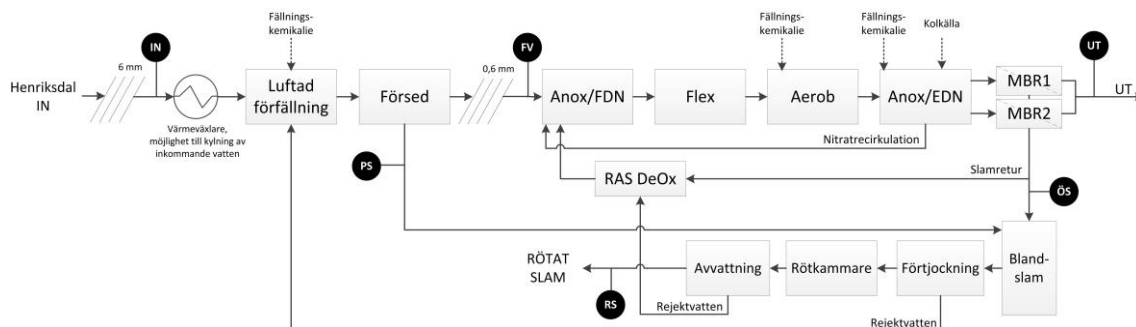 Fällnings-
kemikalie
Fällnings-
kemikalie
Fällnings-
kemikalie
Kolkälla
IN
FV
UT
6 mm
0,6 mm
Henriksdal
IN
Luftad
förfällning
Försed
Anox/FDN
Flex
Aerob
Anox/EDN
MBR1
MBR2
UT
Värmeväxlare,
möjlighet till kylning av
inkommande vatten
Nitratrecirkulation
PS
RAS DeOx
Slamretur
ÖS
RÖTAT
SLAM
Avvattning
Rötkammare
Förtjockning
Bland-
slam
RS
Rejektvatten
Rejektvatten